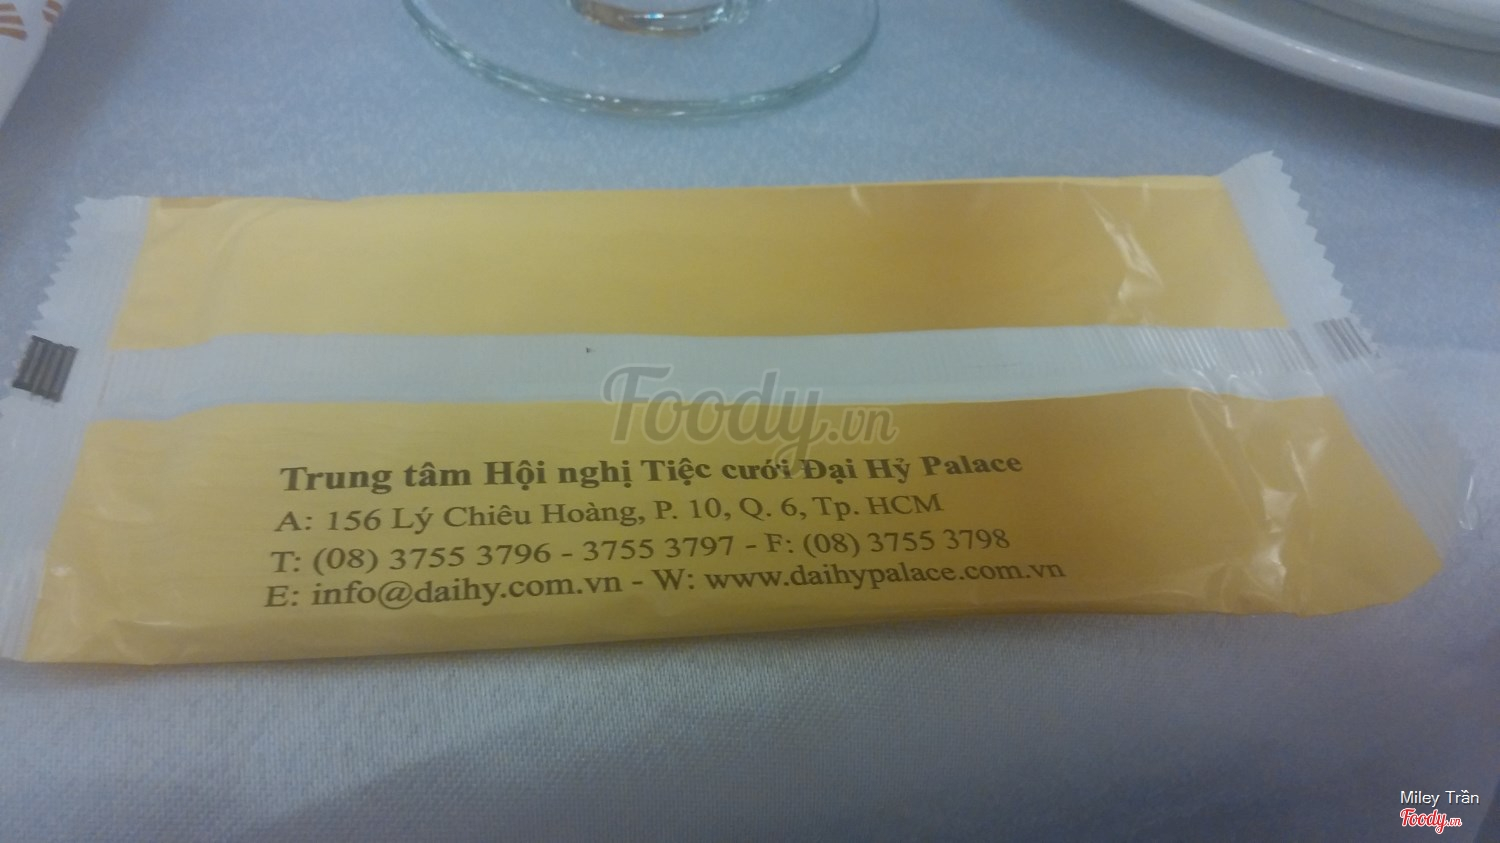 Foody.vn
Trung tâm Hội nghị Tiệc cưới Đại Hỷ Palace
A: 156 Lý Chiêu Hoàng, P. 10, Q. 6, Tp. HCM
T: (08) 3755 3796 - 3755 3797 - F: (08) 3755 3798
E: info@daihy.com.vn - W: www.daihypalace.com.vn
Miley Trần
Foody.vn